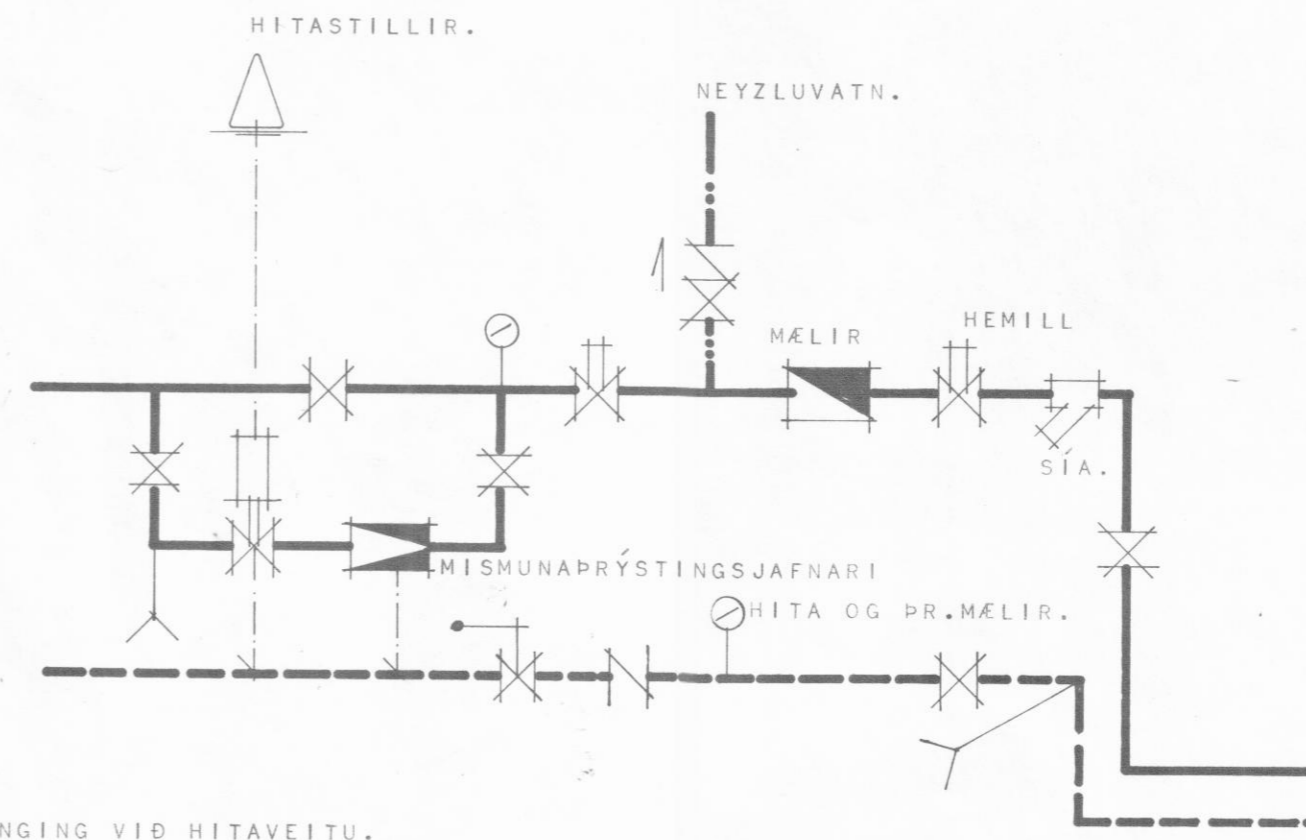 HITASTILLIR.
NEYZLUVATN.
MÆLIR
HEMILL
SÍA.
MISMUNAÞRÝSTINGSJAFNARI
HITA OG ÞR.MÆLIR.
NGING VIÐ HITAVEITU.